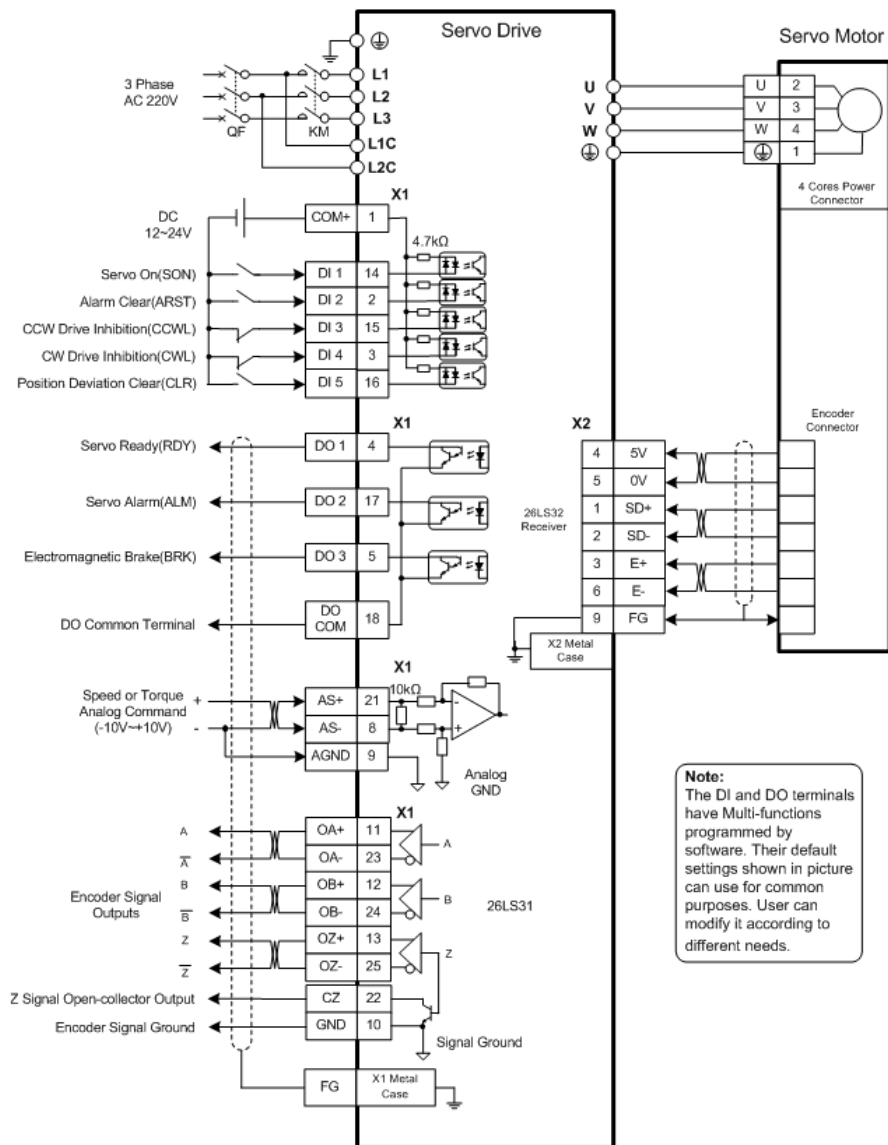 Servo Drive
Servo Motor
3 Phase
AC 220V
QF
KM
L1
L2
L3
L1C
L2C
U
V
W
U 2
V 3
W 4
1
4 Cores Power
Connector
X1
DC
12~24V
COM+ 1
4.7kΩ
Servo On(SON) DI 1 14
Alarm Clear(ARST) DI 2 2
CCW Drive Inhibition(CCWL) DI 3 15
CW Drive Inhibition(CWL) DI 4 3
Position Deviation Clear(CLR) DI 5 16
X1
Servo Ready(RDY) DO 1 4
Servo Alarm(ALM) DO 2 17
Electromagnetic Brake(BRK) DO 3 5
DO Common Terminal
DO
COM
18
X2
Encoder
Connector
4 5V
5 0V
1 SD+
2 SD-
3 E+
6 E-
9 FG
26LS32
Receiver
X2 Metal
Case
X1
Speed or Torque
Analog Command
(-10V~+10V)
+
-
AS+ 21
AS- 8
AGND 9
10kΩ
-
+
Analog
GND
X1
Encoder Signal
Outputs
A OA+ 11
A̅ OA- 23
A
B OB+ 12
B̅ OB- 24
B
Z OZ+ 13
Z̅ OZ- 25
Z
26LS31
Z Signal Open-collector Output CZ 22
Encoder Signal Ground GND 10
Signal Ground
FG
X1 Metal
Case
Note:
The DI and DO terminals
have Multi-functions
programmed by
software. Their default
settings shown in picture
can use for common
purposes. User can
modify it according to
different needs.